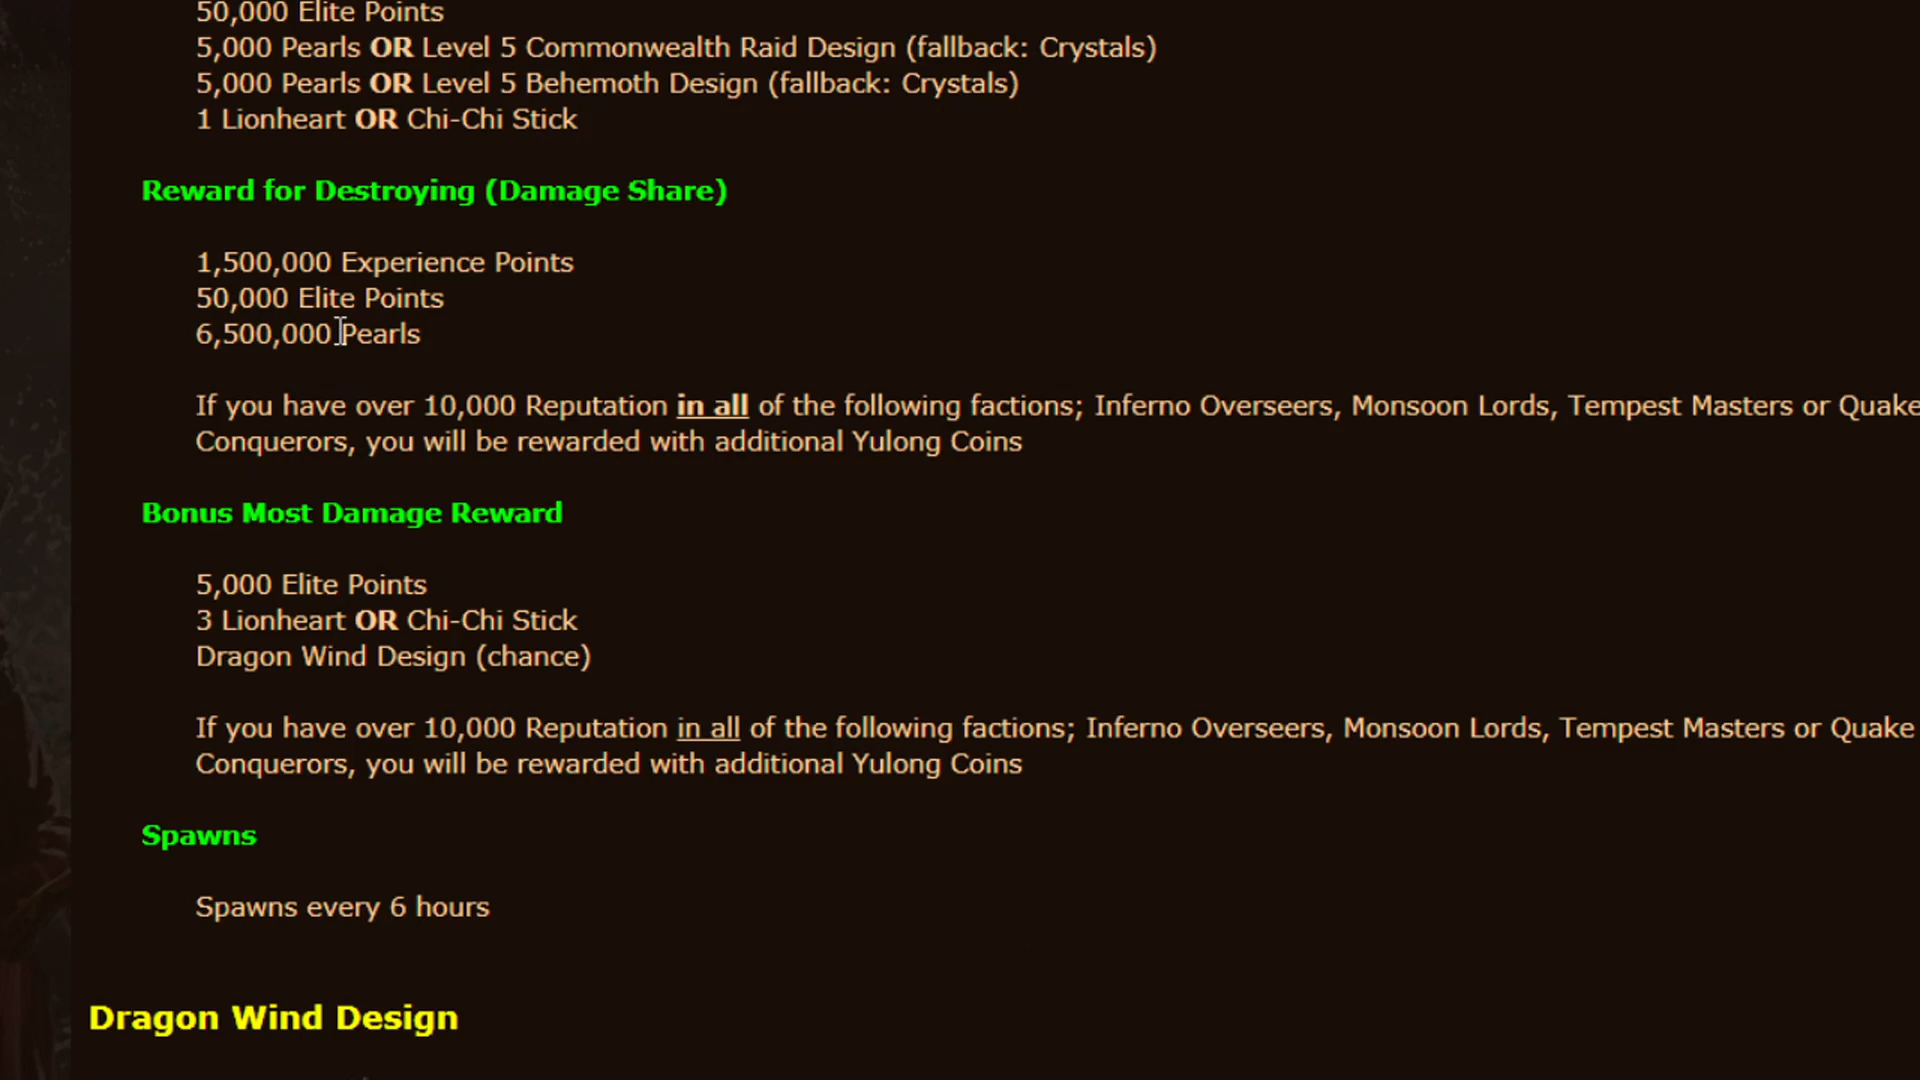 50,000 Elite Points
5,000 Pearls OR Level 5 Commonwealth Raid Design (fallback: Crystals)
5,000 Pearls OR Level 5 Behemoth Design (fallback: Crystals)
1 Lionheart OR Chi-Chi Stick
Reward for Destroying (Damage Share)
1,500,000 Experience Points
50,000 Elite Points
6,500,000 Pearls
If you have over 10,000 Reputation in all of the following factions; Inferno Overseers, Monsoon Lords, Tempest Masters or Quake
Conquerors, you will be rewarded with additional Yulong Coins
Bonus Most Damage Reward
5,000 Elite Points
3 Lionheart OR Chi-Chi Stick
Dragon Wind Design (chance)
If you have over 10,000 Reputation in all of the following factions; Inferno Overseers, Monsoon Lords, Tempest Masters or Quake
Conquerors, you will be rewarded with additional Yulong Coins
Spawns
Spawns every 6 hours
Dragon Wind Design